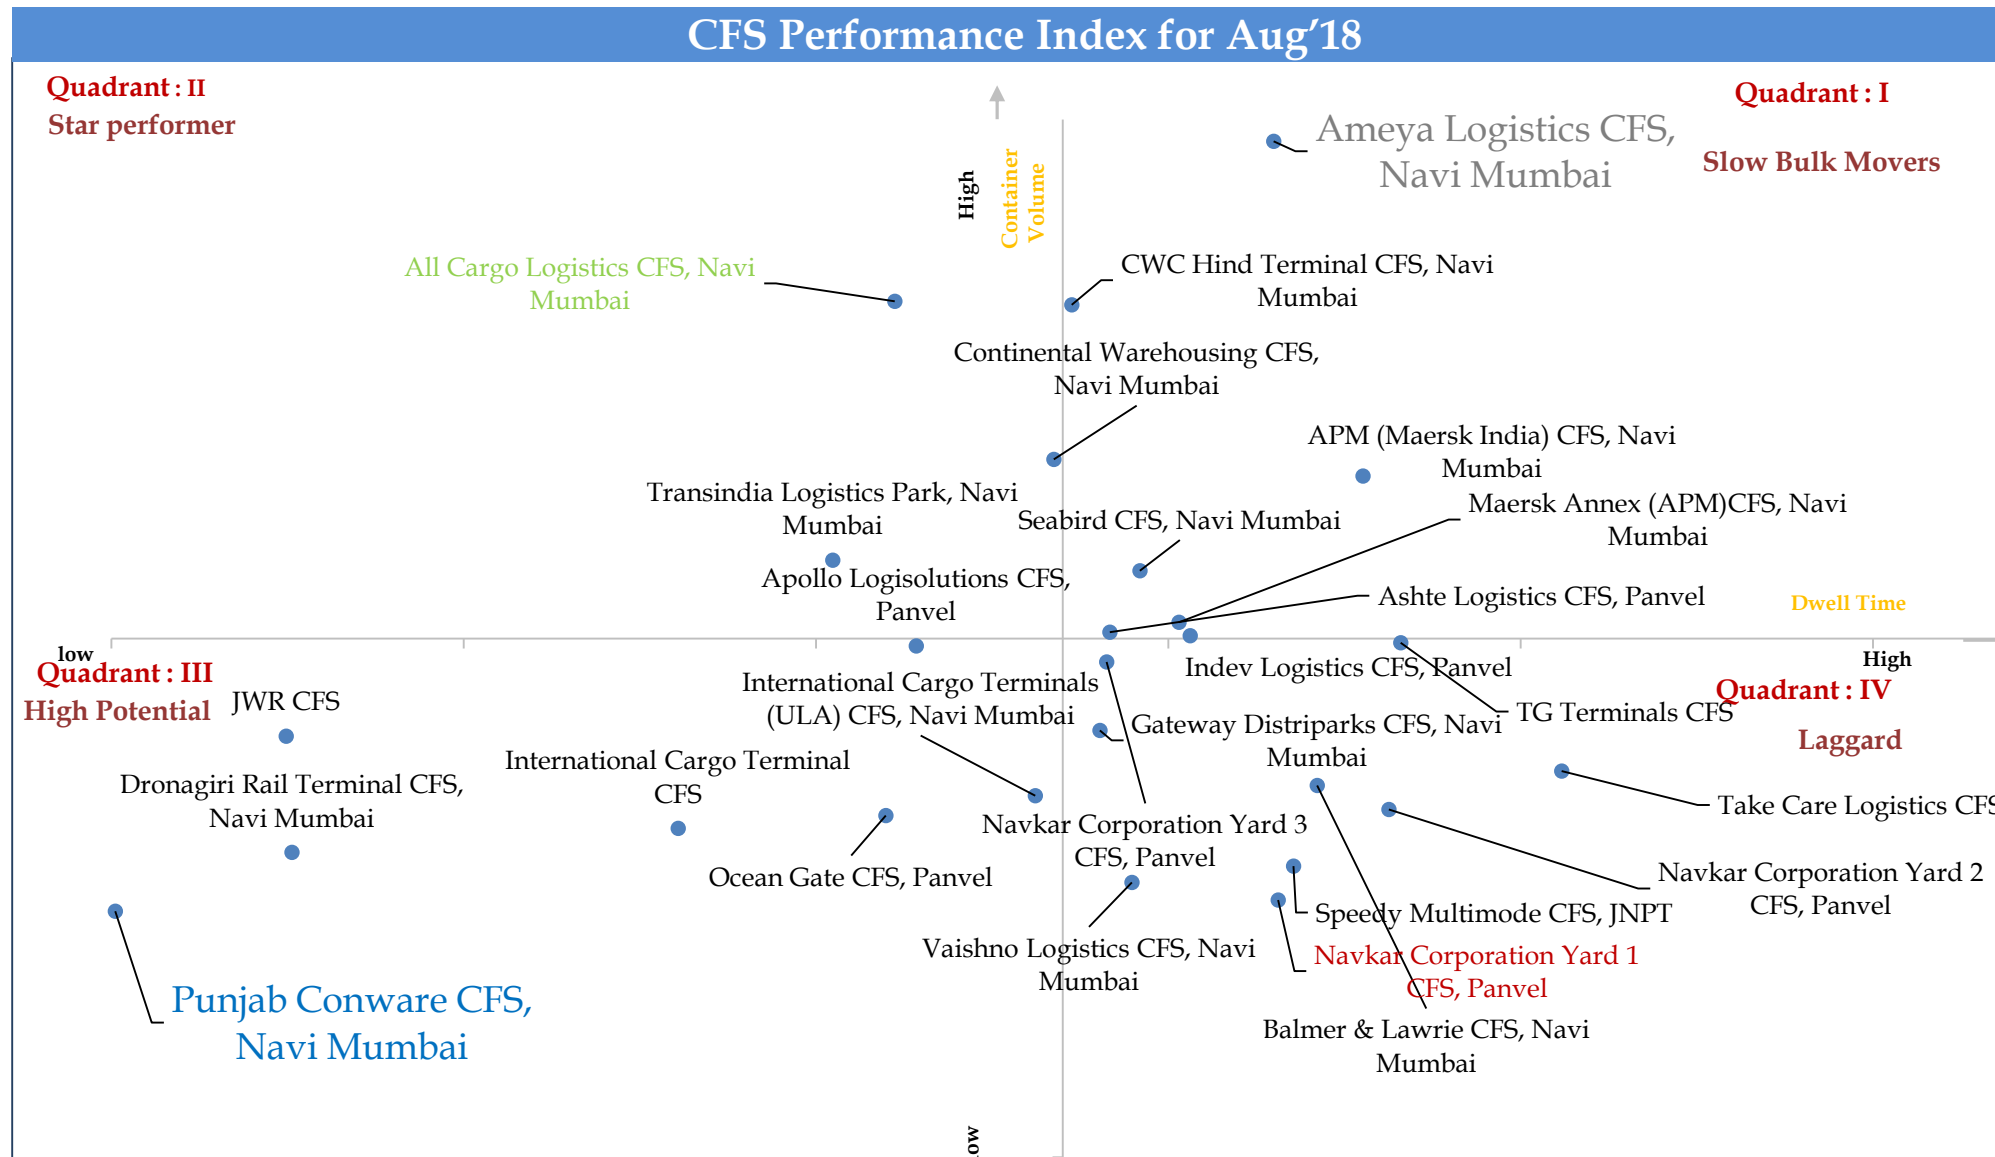 CFS Performance Index for Aug’18
Quadrant : II
Star performer
Quadrant : I
Slow Bulk Movers
High
Container
Volume
Ameya Logistics CFS,
Navi Mumbai
All Cargo Logistics CFS, Navi
Mumbai
CWC Hind Terminal CFS, Navi
Mumbai
Continental Warehousing CFS,
Navi Mumbai
APM (Maersk India) CFS, Navi
Mumbai
Transindia Logistics Park, Navi
Mumbai
Seabird CFS, Navi Mumbai
Maersk Annex (APM)CFS, Navi
Mumbai
Apollo Logisolutions CFS,
Panvel
Ashte Logistics CFS, Panvel
Dwell Time
low
High
Quadrant : III
High Potential
JWR CFS
Indev Logistics CFS, Panvel
Quadrant : IV
Laggard
International Cargo Terminals
(ULA) CFS, Navi Mumbai
TG Terminals CFS
Gateway Distriparks CFS, Navi
Mumbai
International Cargo Terminal
CFS
Dronagiri Rail Terminal CFS,
Navi Mumbai
Take Care Logistics CFS
Navkar Corporation Yard 3
CFS, Panvel
Ocean Gate CFS, Panvel
Navkar Corporation Yard 2
CFS, Panvel
Speedy Multimode CFS, JNPT
Vaishno Logistics CFS, Navi
Mumbai
Navkar Corporation Yard 1
CFS, Panvel
Punjab Conware CFS,
Navi Mumbai
Balmer & Lawrie CFS, Navi
Mumbai